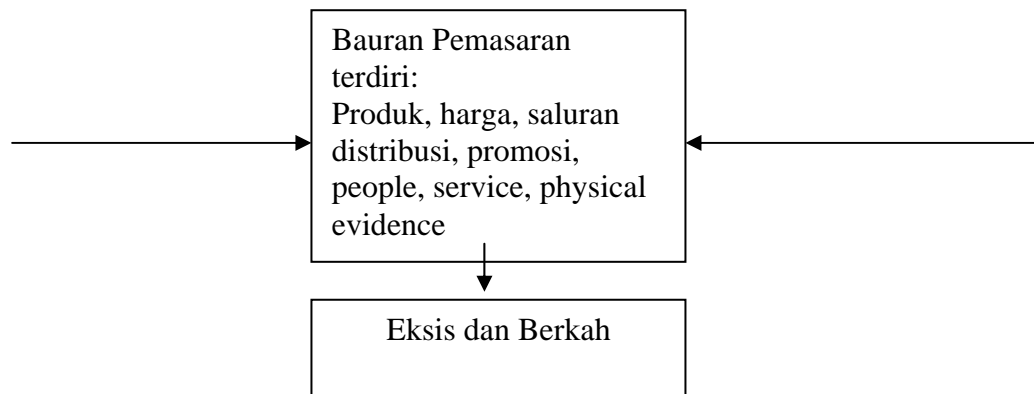 Bauran Pemasaran
terdiri:
Produk, harga, saluran
distribusi, promosi,
people, service, physical
evidence
Eksis dan Berkah